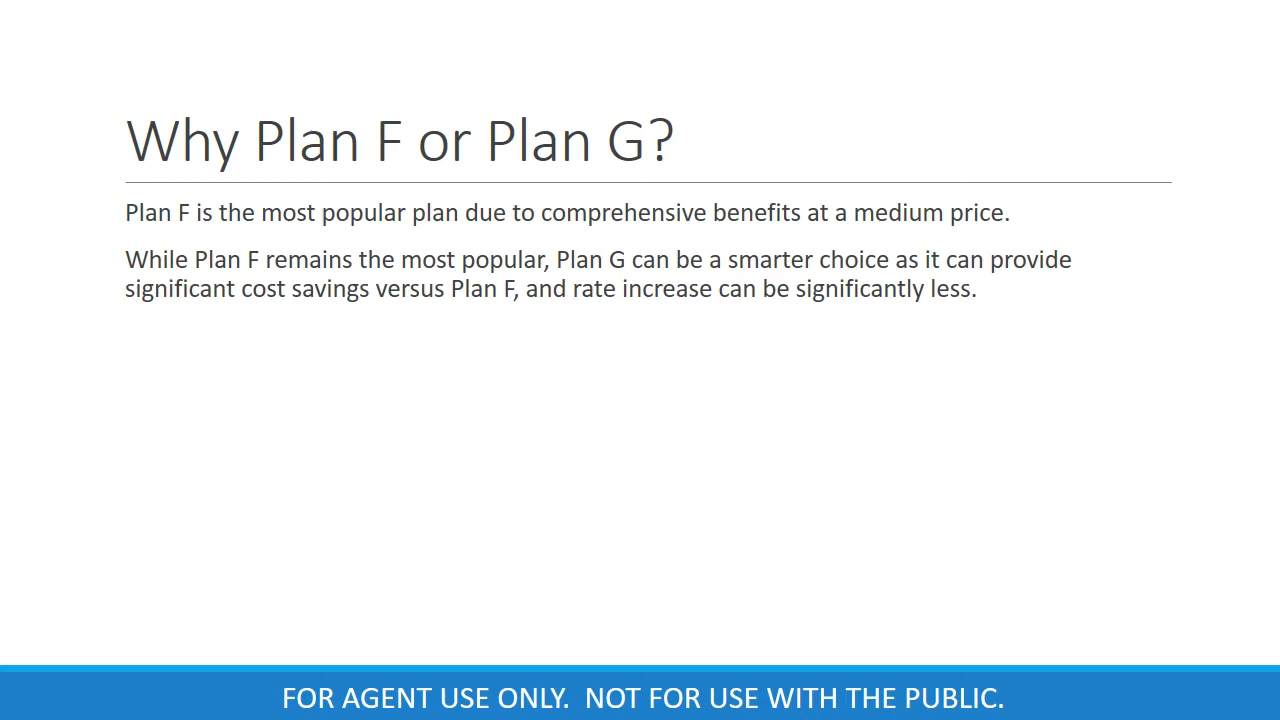 Why Plan F or Plan G?
Plan F is the most popular plan due to comprehensive benefits at a medium price.
While Plan F remains the most popular, Plan G can be a smarter choice as it can provide
significant cost savings versus Plan F, and rate increase can be significantly less.
FOR AGENT USE ONLY.  NOT FOR USE WITH THE PUBLIC.